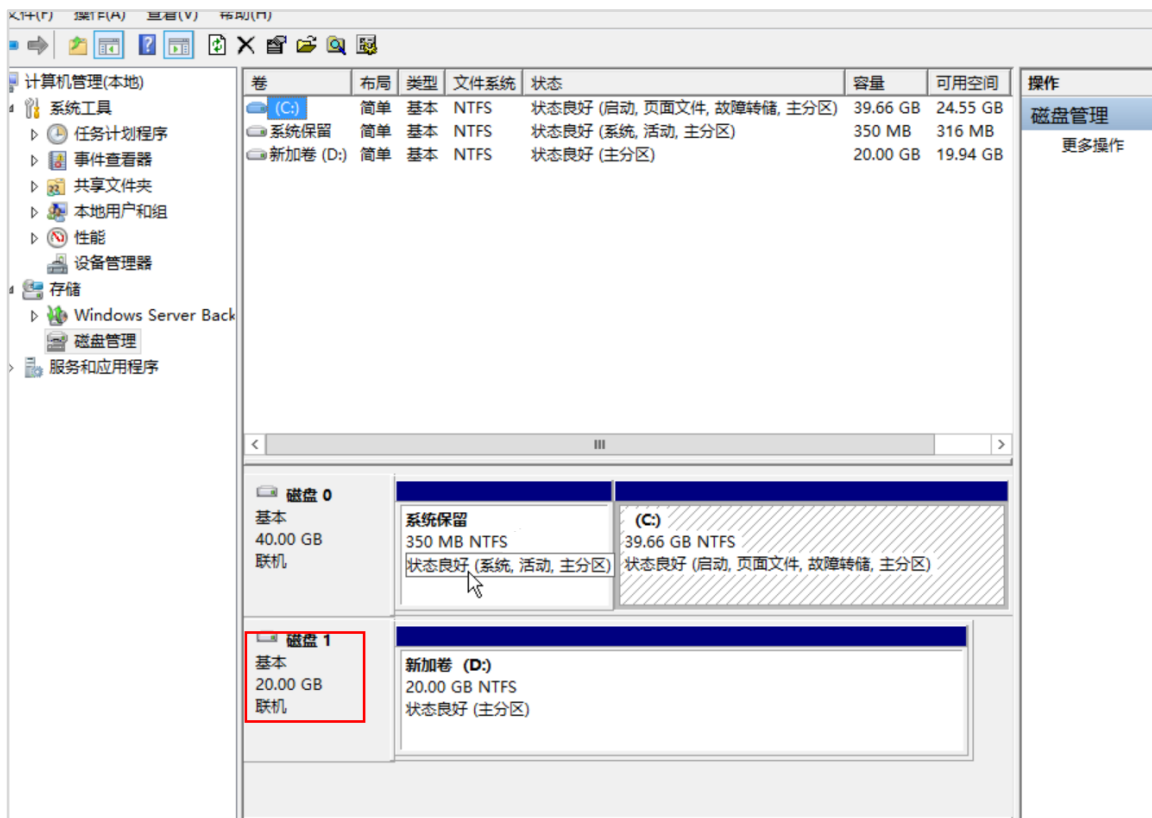 文件(F) 操作(A) 查看(V) 帮助(H)
计算机管理(本地)
系统工具
任务计划程序
事件查看器
共享文件夹
本地用户和组
性能
设备管理器
存储
Windows Server Back
磁盘管理
服务和应用程序
卷 布局 类型 文件系统 状态 容量 可用空间
(C:) 简单 基本 NTFS 状态良好 (启动, 页面文件, 故障转储, 主分区) 39.66 GB 24.55 GB
系统保留 简单 基本 NTFS 状态良好 (系统, 活动, 主分区) 350 MB 316 MB
新加卷 (D:) 简单 基本 NTFS 状态良好 (主分区) 20.00 GB 19.94 GB
磁盘 0
基本
40.00 GB
联机
系统保留
350 MB NTFS
状态良好 (系统, 活动, 主分区)
(C:)
39.66 GB NTFS
状态良好 (启动, 页面文件, 故障转储, 主分区)
磁盘 1
基本
20.00 GB
联机
新加卷 (D:)
20.00 GB NTFS
状态良好 (主分区)
操作
磁盘管理
更多操作